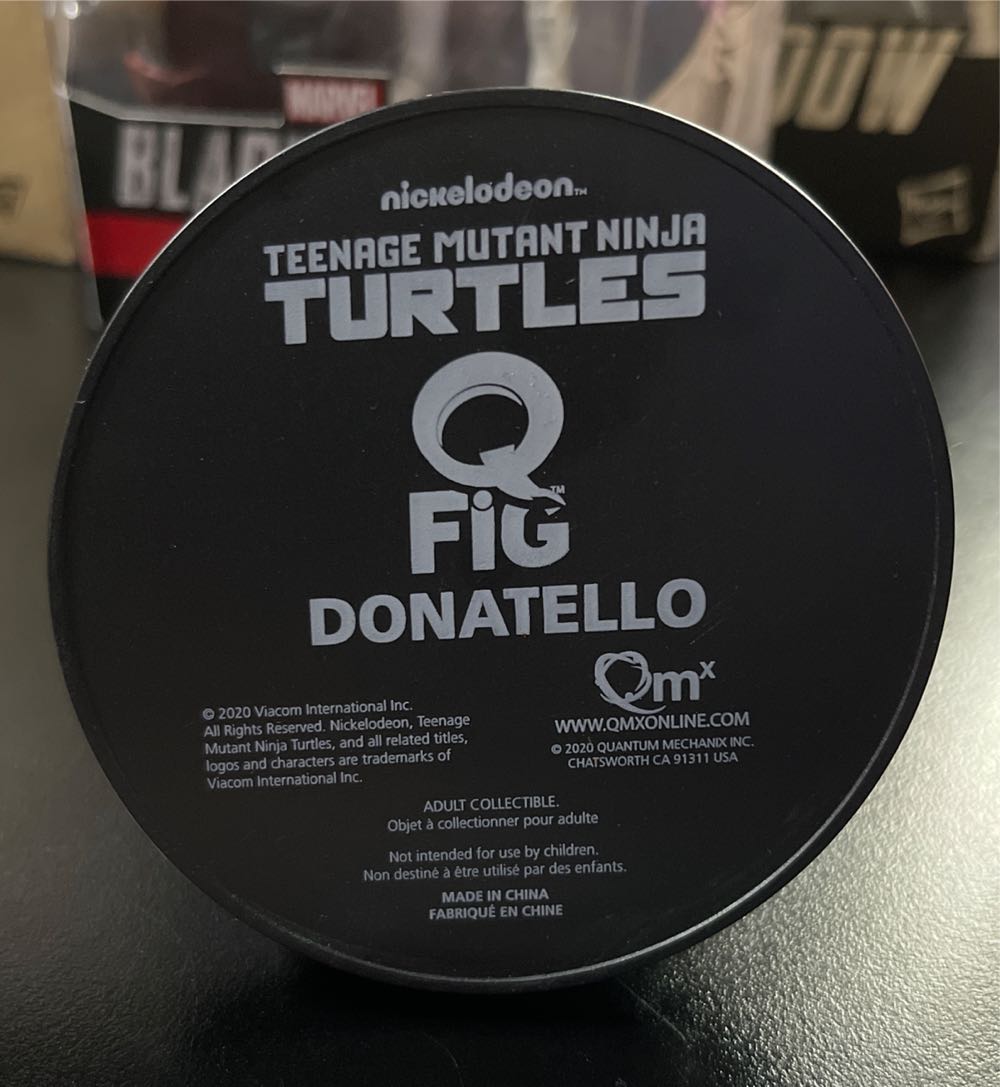 MARVEL
nickelodeon™
TEENAGE MUTANT NINJA
TURTLES
Q
FiG™
DONATELLO
Qmx
WWW.QMXONLINE.COM
© 2020 QUANTUM MECHANIX INC.
CHATSWORTH CA 91311 USA
© 2020 Viacom International Inc.
All Rights Reserved. Nickelodeon, Teenage
Mutant Ninja Turtles, and all related titles,
logos and characters are trademarks of
Viacom International Inc.
ADULT COLLECTIBLE.
Objet à collectionner pour adulte
Not intended for use by children.
Non destiné à être utilisé par des enfants.
MADE IN CHINA
FABRIQUÉ EN CHINE